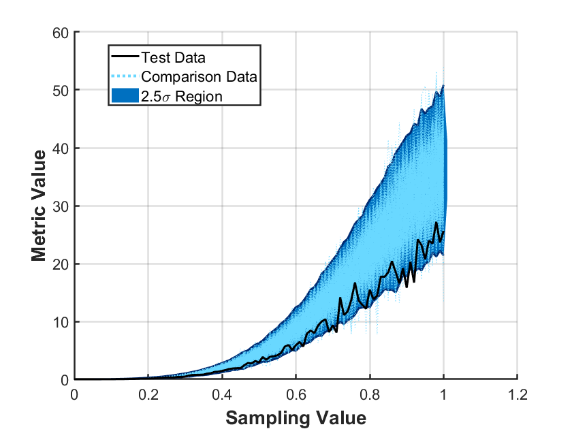 60
50
40
30
20
10
0
Metric Value
Test Data
Comparison Data
2.5σ Region
0 0.2 0.4 0.6 0.8 1 1.2
Sampling Value